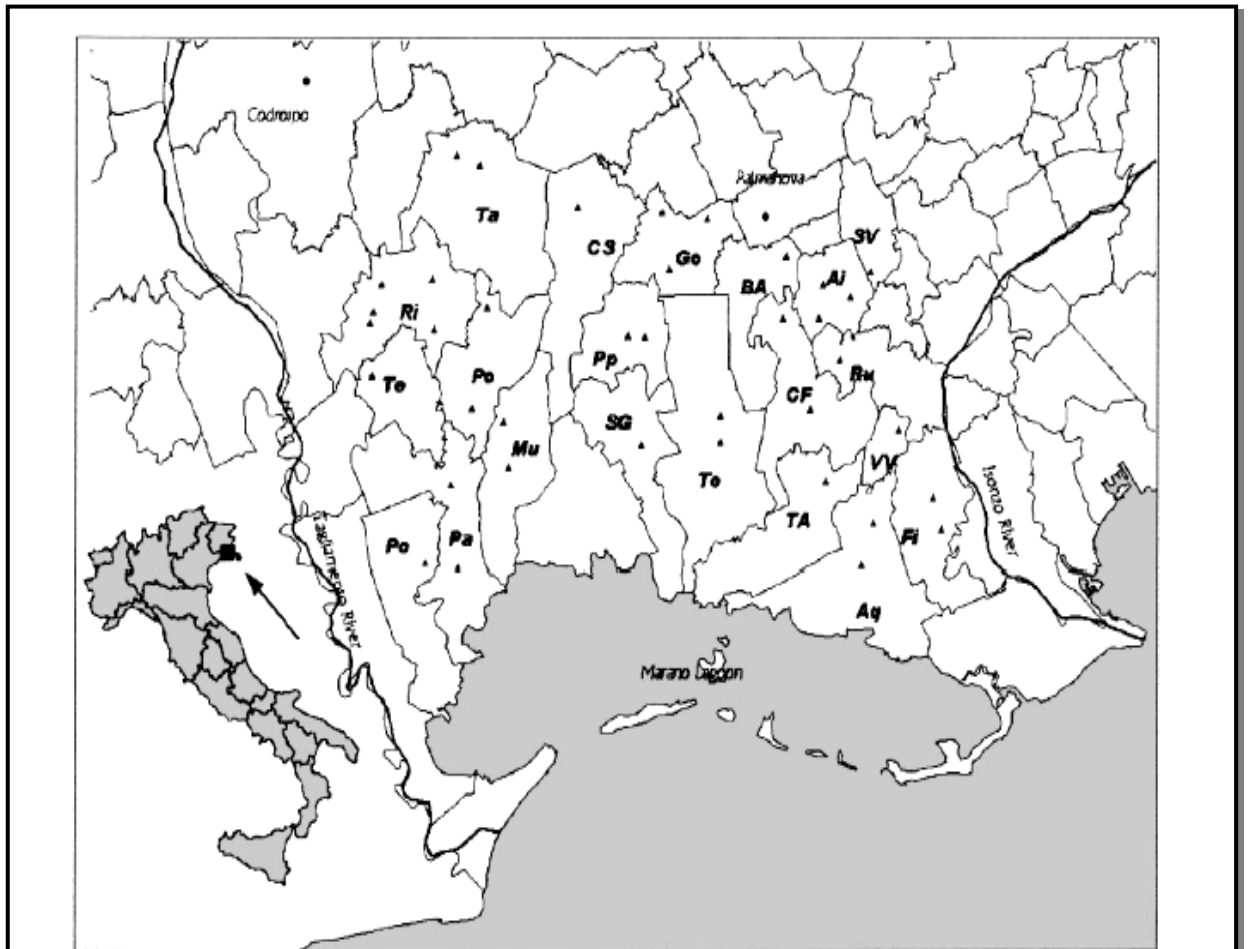 Codroipo
Palmanova
Ta
CS
Go
SV
BA
Ai
Ri
Pp
Te
Po
Ru
CF
SG
Mu
VV
To
TA
Po
Pa
Fi
Isonzo River
Tagliamento River
Aq
Marano Lagoon